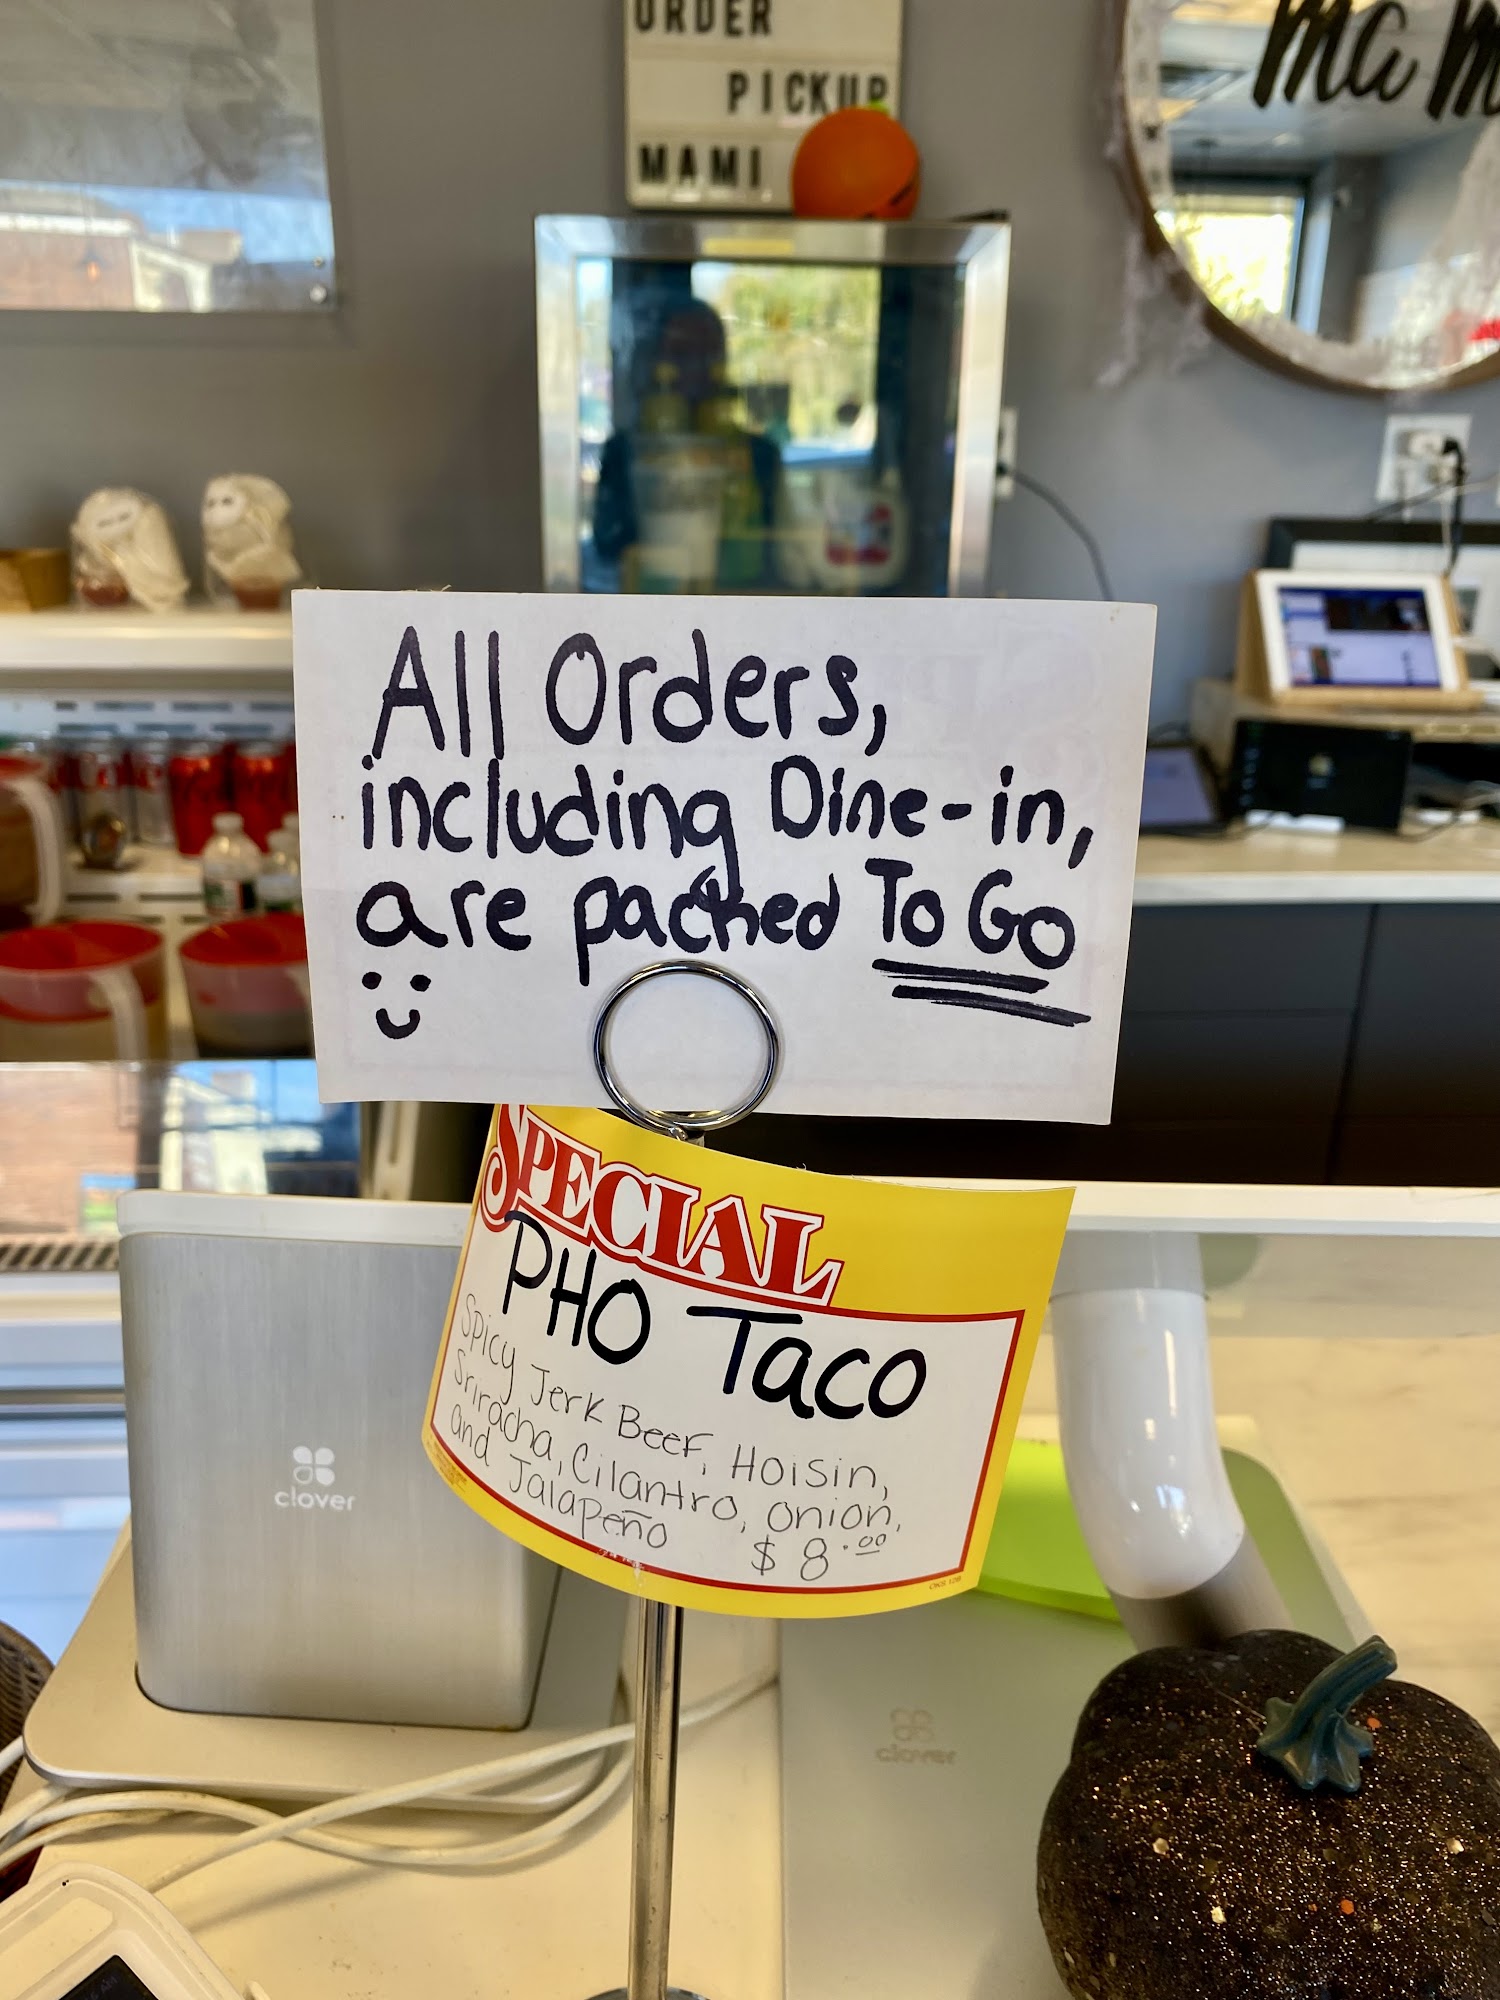 ORDER
PICKUP
MAMI
All Orders,
including Dine-in,
are packed To Go
SPECIAL
PHO Taco
Spicy Jerk Beef, Hoisin,
Sriracha, Cilantro, onion,
and Jalapeño $8.00
clover
clover